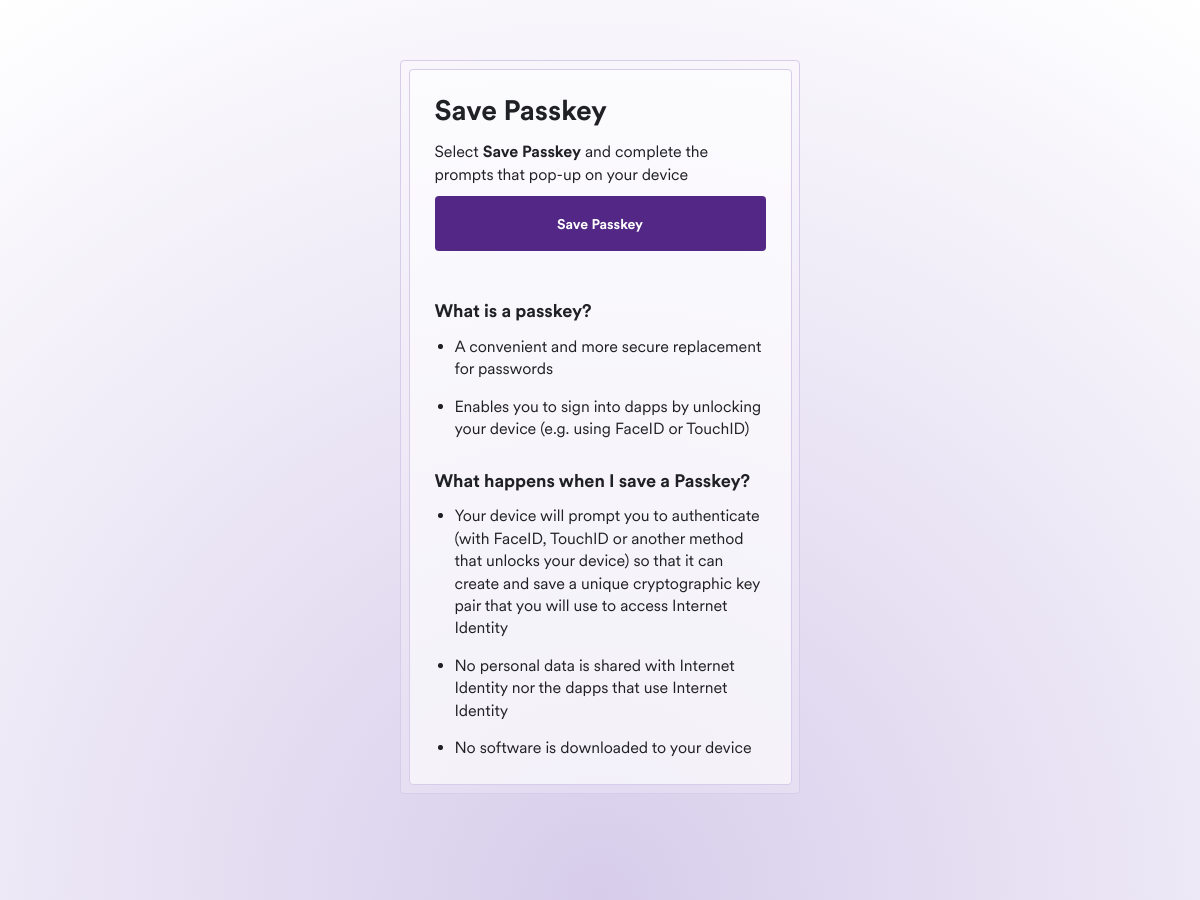 Save Passkey
Select Save Passkey and complete the
prompts that pop-up on your device
Save Passkey
What is a passkey?
• A convenient and more secure replacement
for passwords
• Enables you to sign into dapps by unlocking
your device (e.g. using FaceID or TouchID)
What happens when I save a Passkey?
• Your device will prompt you to authenticate
(with FaceID, TouchID or another method
that unlocks your device) so that it can
create and save a unique cryptographic key
pair that you will use to access Internet
Identity
• No personal data is shared with Internet
Identity nor the dapps that use Internet
Identity
• No software is downloaded to your device